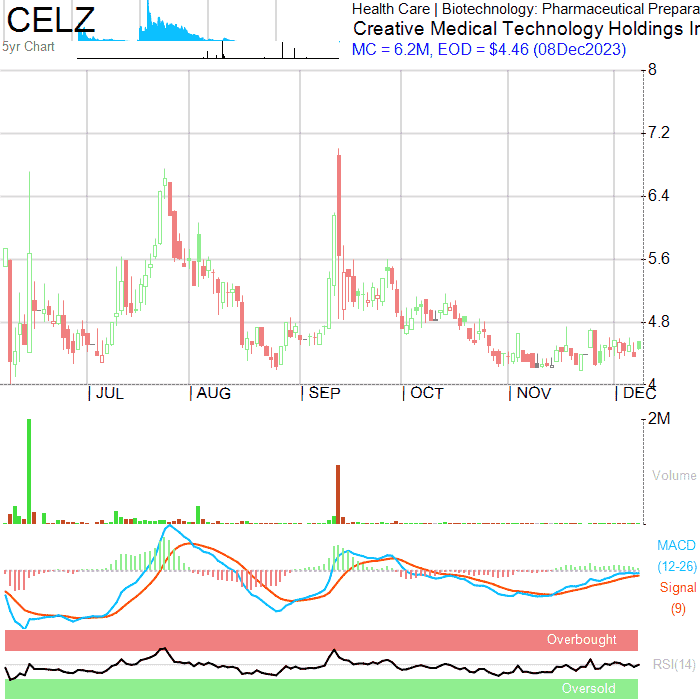 CELZ
5yr Chart
Health Care | Biotechnology: Pharmaceutical Prepara
Creative Medical Technology Holdings In
MC = 6.2M, EOD = $4.46 (08Dec2023)
8
7.2
6.4
5.6
4.8
4
JUL AUG SEP OCT NOV DEC
2M
Volume
MACD
(12-26)
Signal
(9)
Overbought
RSI(14)
Oversold